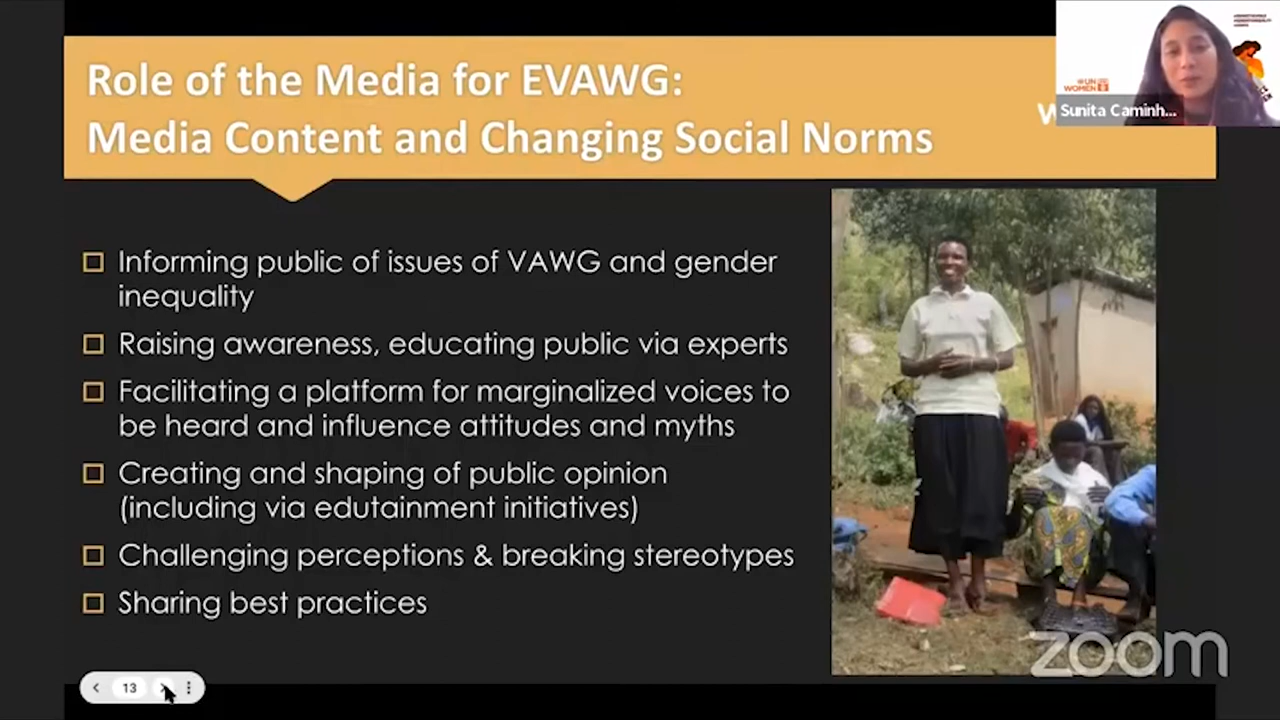 Role of the Media for EVAWG:
Media Content and Changing Social Norms
UN
WOMEN
Sunita Caminh...
W
Informing public of issues of VAWG and gender
inequality
Raising awareness, educating public via experts
Facilitating a platform for marginalized voices to
be heard and influence attitudes and myths
Creating and shaping of public opinion
(including via edutainment initiatives)
Challenging perceptions & breaking stereotypes
Sharing best practices
zoom
13